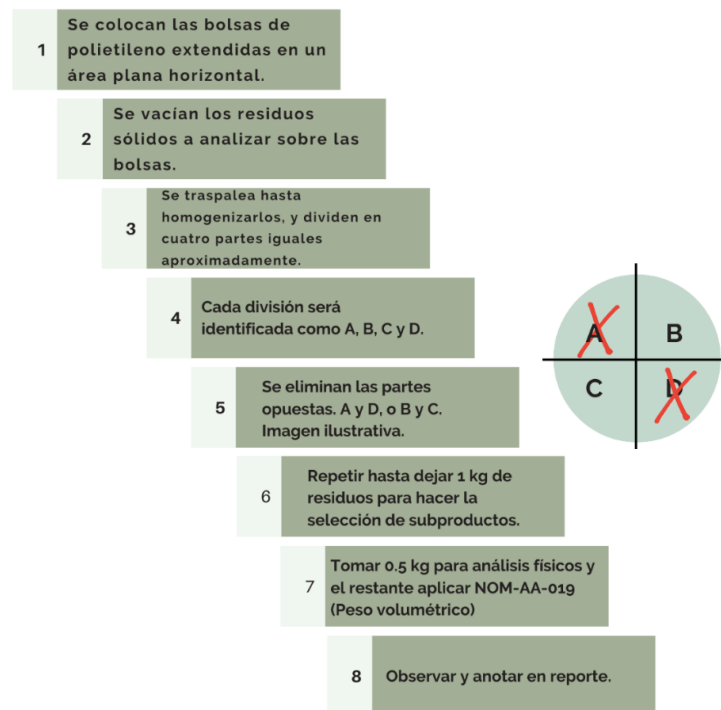 1
Se colocan las bolsas de
polietileno extendidas en un
área plana horizontal.
2
Se vacían los residuos
sólidos a analizar sobre las
bolsas.
3
Se traspalea hasta
homogenizarlos, y dividen en
cuatro partes iguales
aproximadamente.
4
Cada división será
identificada como A, B, C y D.
A B
C D
5
Se eliminan las partes
opuestas. A y D, o B y C.
Imagen ilustrativa.
6
Repetir hasta dejar 1 kg de
residuos para hacer la
selección de subproductos.
7
Tomar 0.5 kg para análisis físicos y
el restante aplicar NOM-AA-019
(Peso volumétrico)
8
Observar y anotar en reporte.